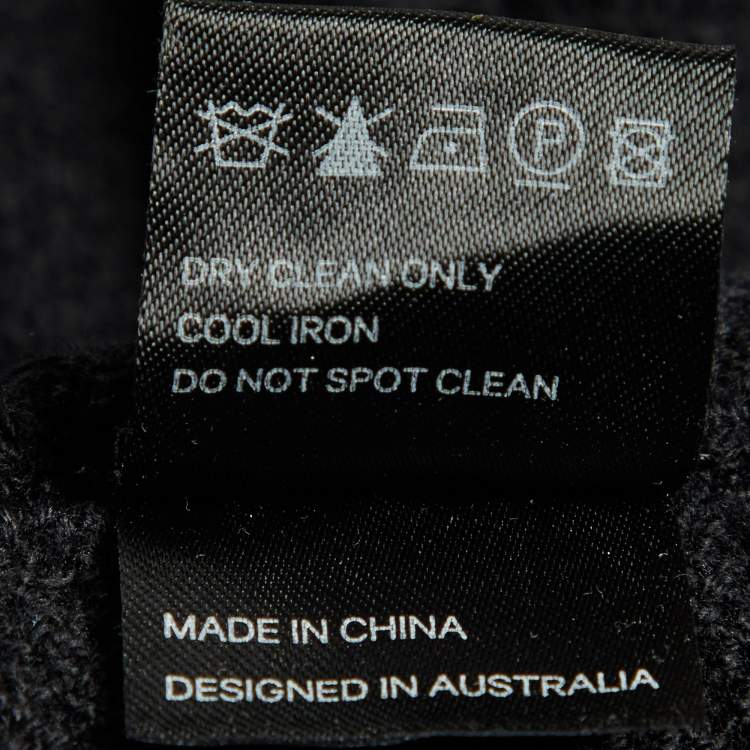 P
DRY CLEAN ONLY
COOL IRON
DO NOT SPOT CLEAN
MADE IN CHINA
DESIGNED IN AUSTRALIA